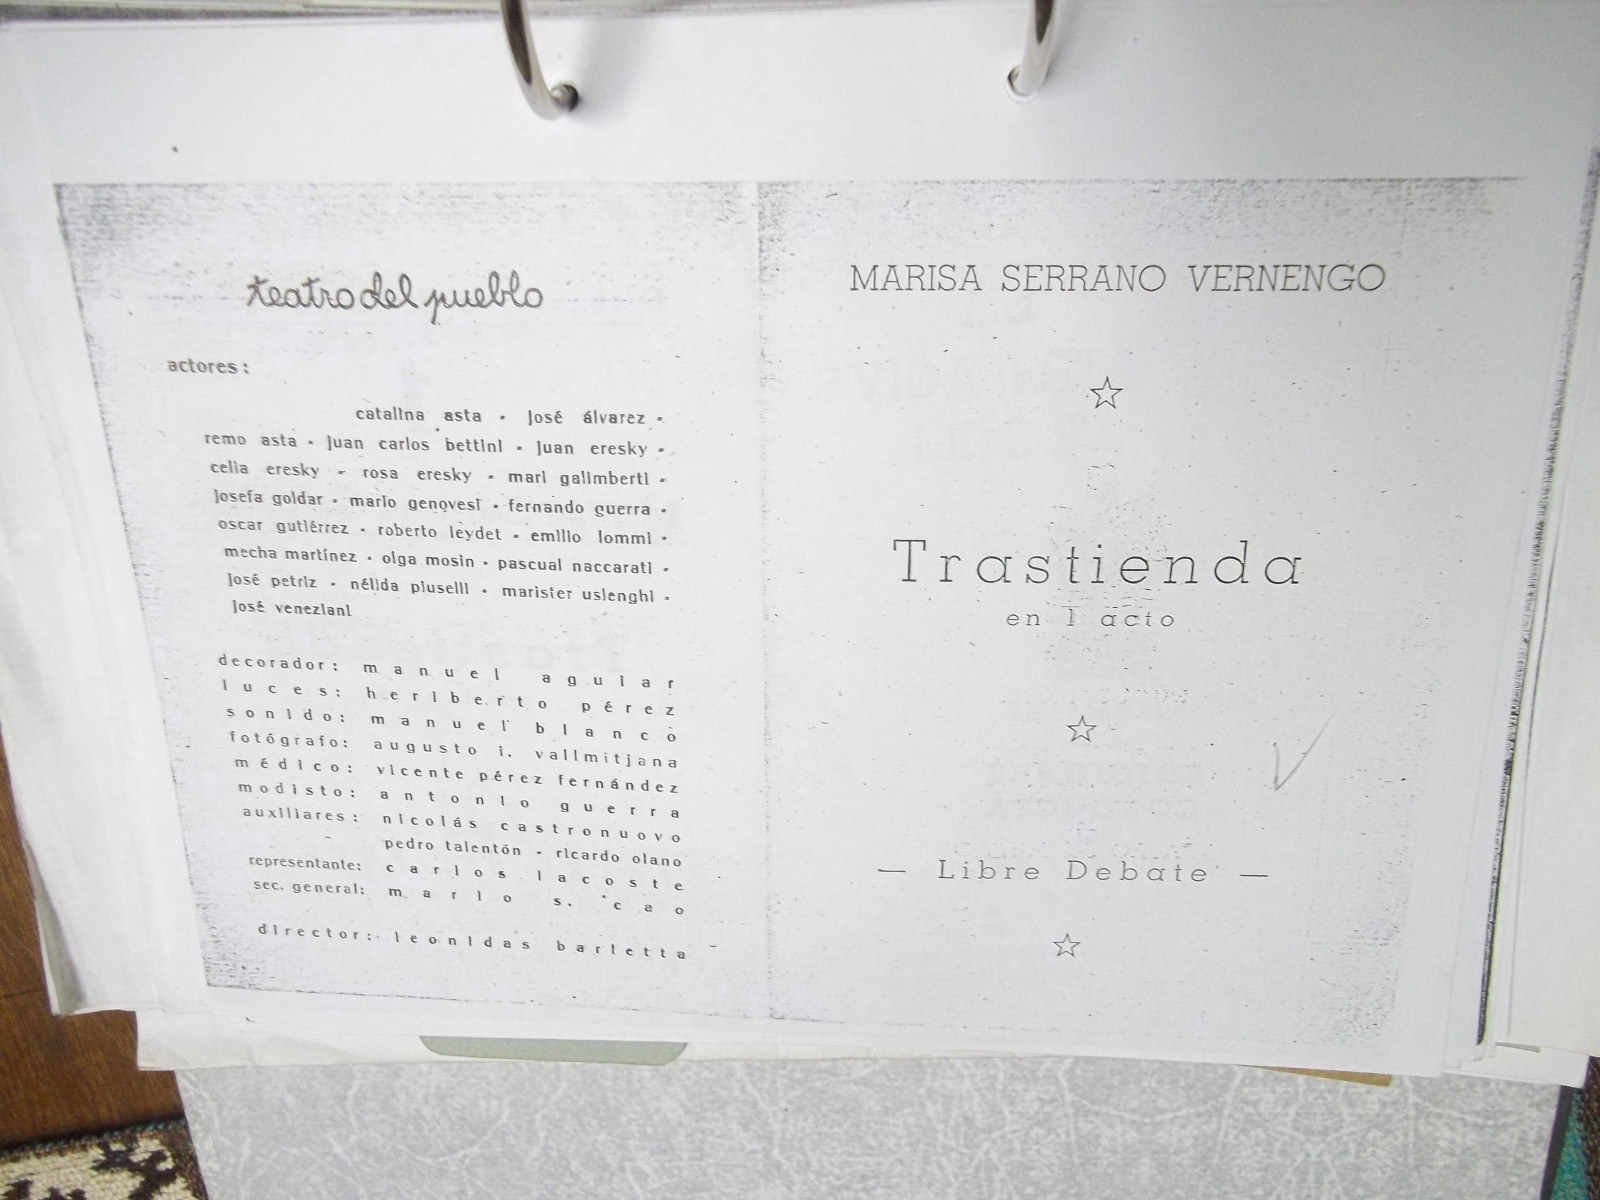 teatro del pueblo
actores:
catalina asta - josé álvarez -
remo asta - juan carlos bettini - juan eresky -
celia eresky - rosa eresky - mari galimberti -
josefa goldar - mario genovesi - fernando guerra -
oscar gutiérrez - roberto leydet - emilio lommi -
mecha martínez - olga mosin - pascual naccarati -
josé petriz - nélida piuselli - marister uslenghi -
josé veneziani
decorador: manuel aguiar
luces: heriberto pérez
sonido: manuel blanco
fotógrafo: augusto i. vallmitjana
médico: vicente pérez fernández
modisto: antonio guerra
auxiliares: nicolás castronuovo
pedro talentón - ricardo olano
representante: carlos lacoste
sec. general: mario s. cao
director: leonidas barletta
MARISA SERRANO VERNENGO
Trastienda
en 1 acto
— Libre Debate —